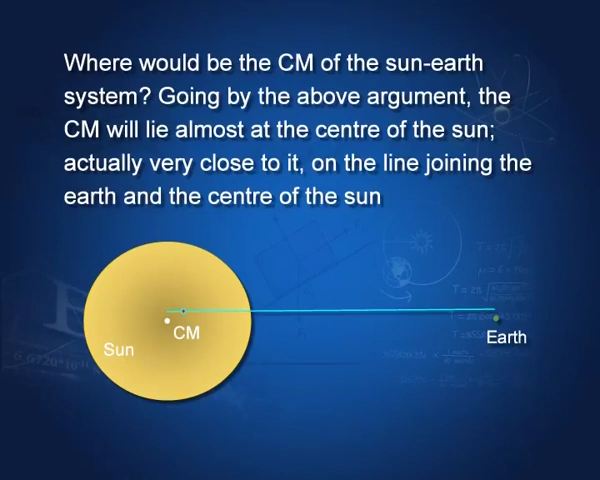 Where would be the CM of the sun-earth
system? Going by the above argument, the
CM will lie almost at the centre of the sun;
actually very close to it, on the line joining the
earth and the centre of the sun
CM
Sun
Earth